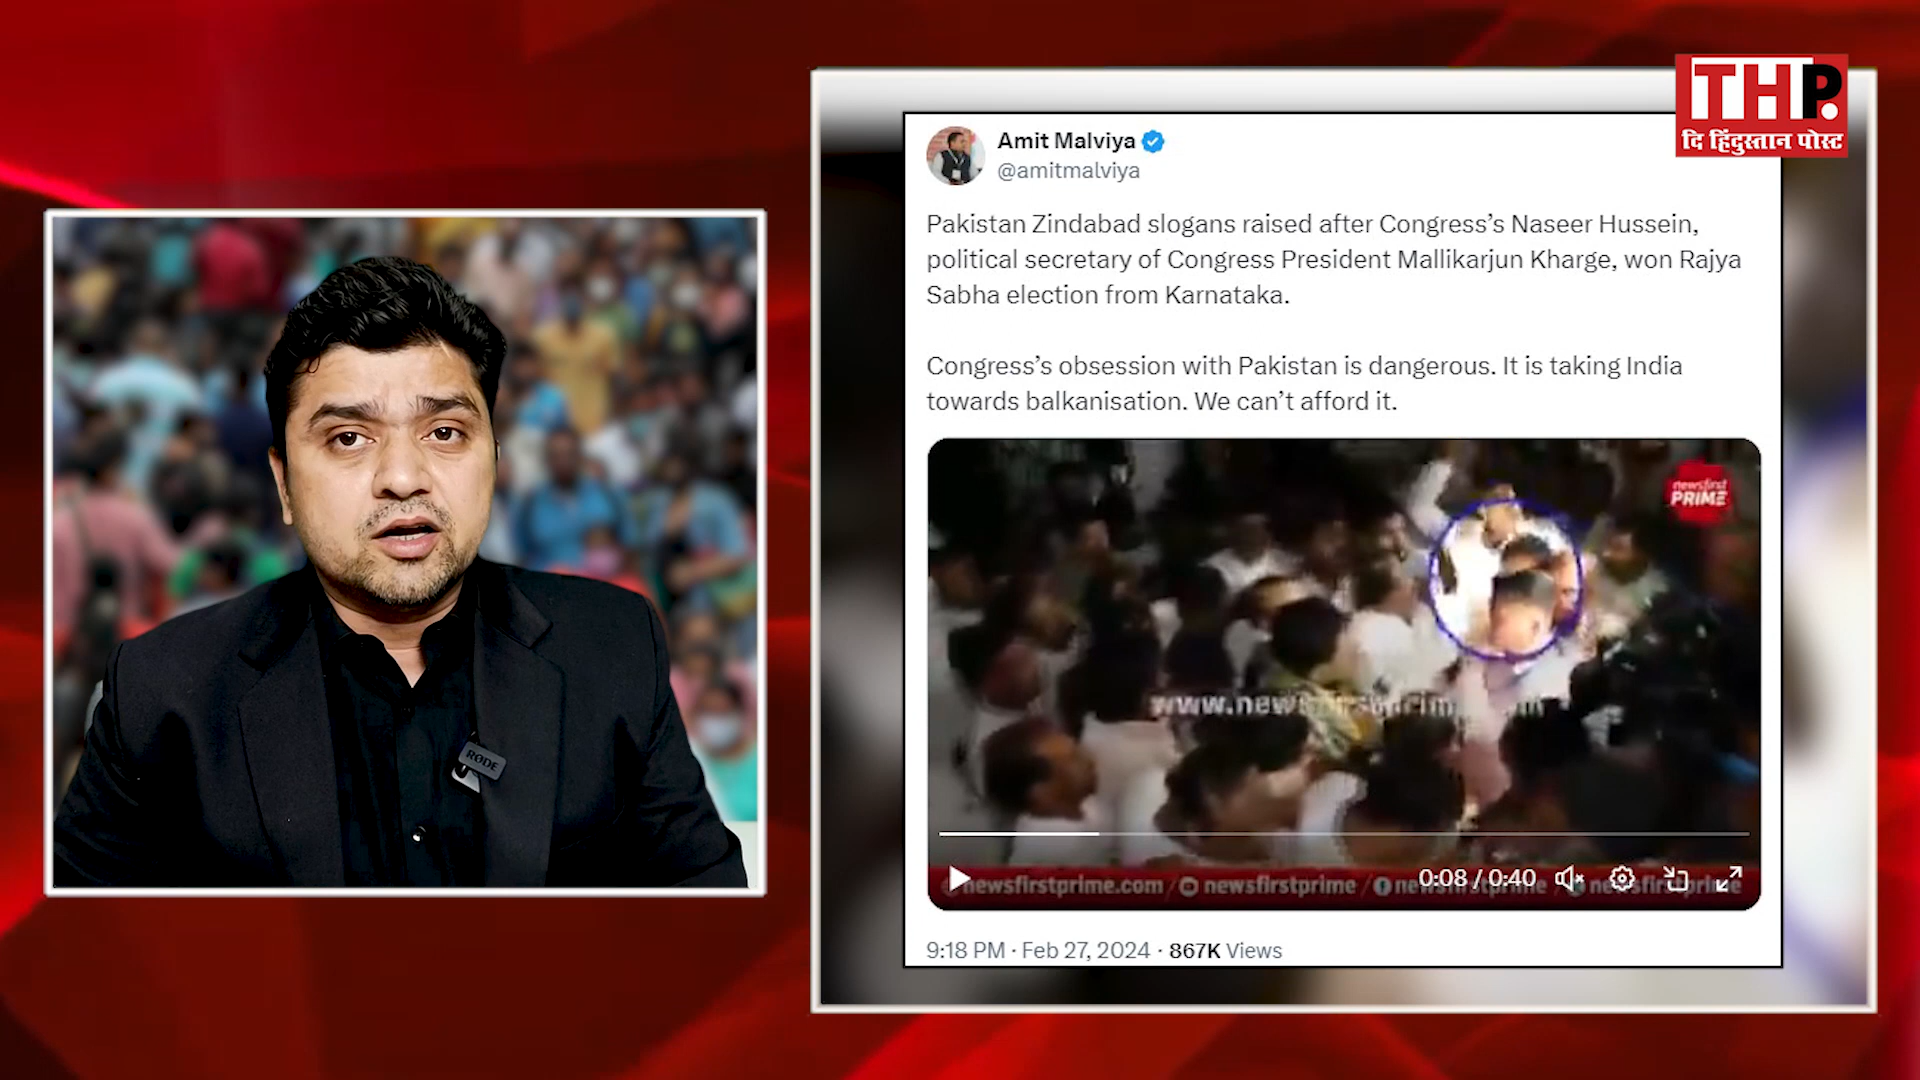 THP.
दि हिंदुस्तान पोस्ट
Amit Malviya
@amitmalviya
Pakistan Zindabad slogans raised after Congress’s Naseer Hussein,
political secretary of Congress President Mallikarjun Kharge, won Rajya
Sabha election from Karnataka.
Congress’s obsession with Pakistan is dangerous. It is taking India
towards balkanisation. We can’t afford it.
newsfirst
PRIME
RØDE
0:08 / 0:40
newsfirstprime.com / newsfirstprime /
9:18 PM · Feb 27, 2024 · 867K Views